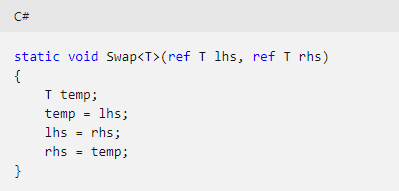 C#
static void Swap<T>(ref T lhs, ref T rhs)
{
    T temp;
    temp = lhs;
    lhs = rhs;
    rhs = temp;
}